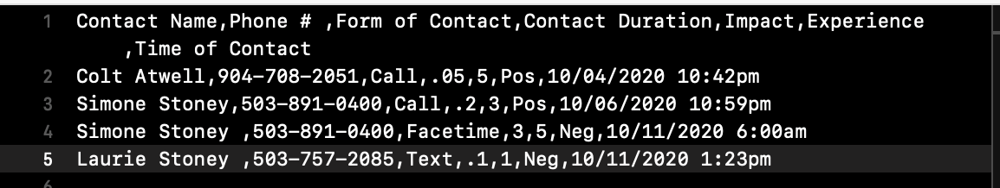 1 Contact Name,Phone # ,Form of Contact,Contact Duration,Impact,Experience
,Time of Contact
2 Colt Atwell,904-708-2051,Call,.05,5,Pos,10/04/2020 10:42pm
3 Simone Stoney,503-891-0400,Call,.2,3,Pos,10/06/2020 10:59pm
4 Simone Stoney ,503-891-0400,Facetime,3,5,Neg,10/11/2020 6:00am
5 Laurie Stoney ,503-757-2085,Text,.1,1,Neg,10/11/2020 1:23pm
6